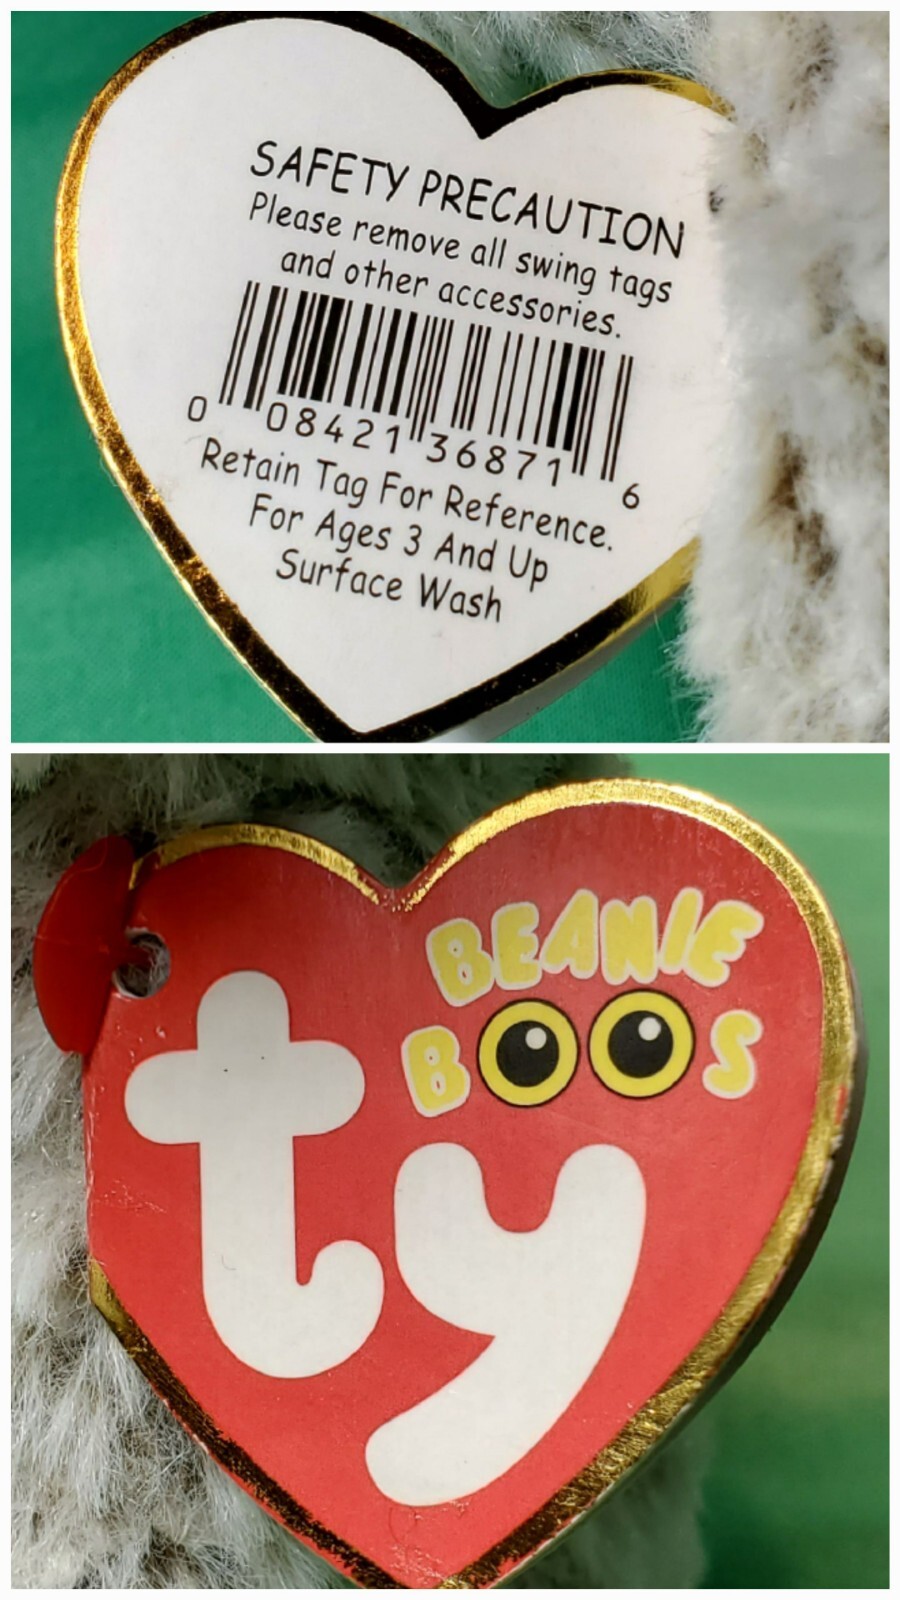 SAFETY PRECAUTION
Please remove all swing tags
and other accessories.
0 08421 36871 6
Retain Tag For Reference.
For Ages 3 And Up
Surface Wash
BEANIE
BOOS
ty